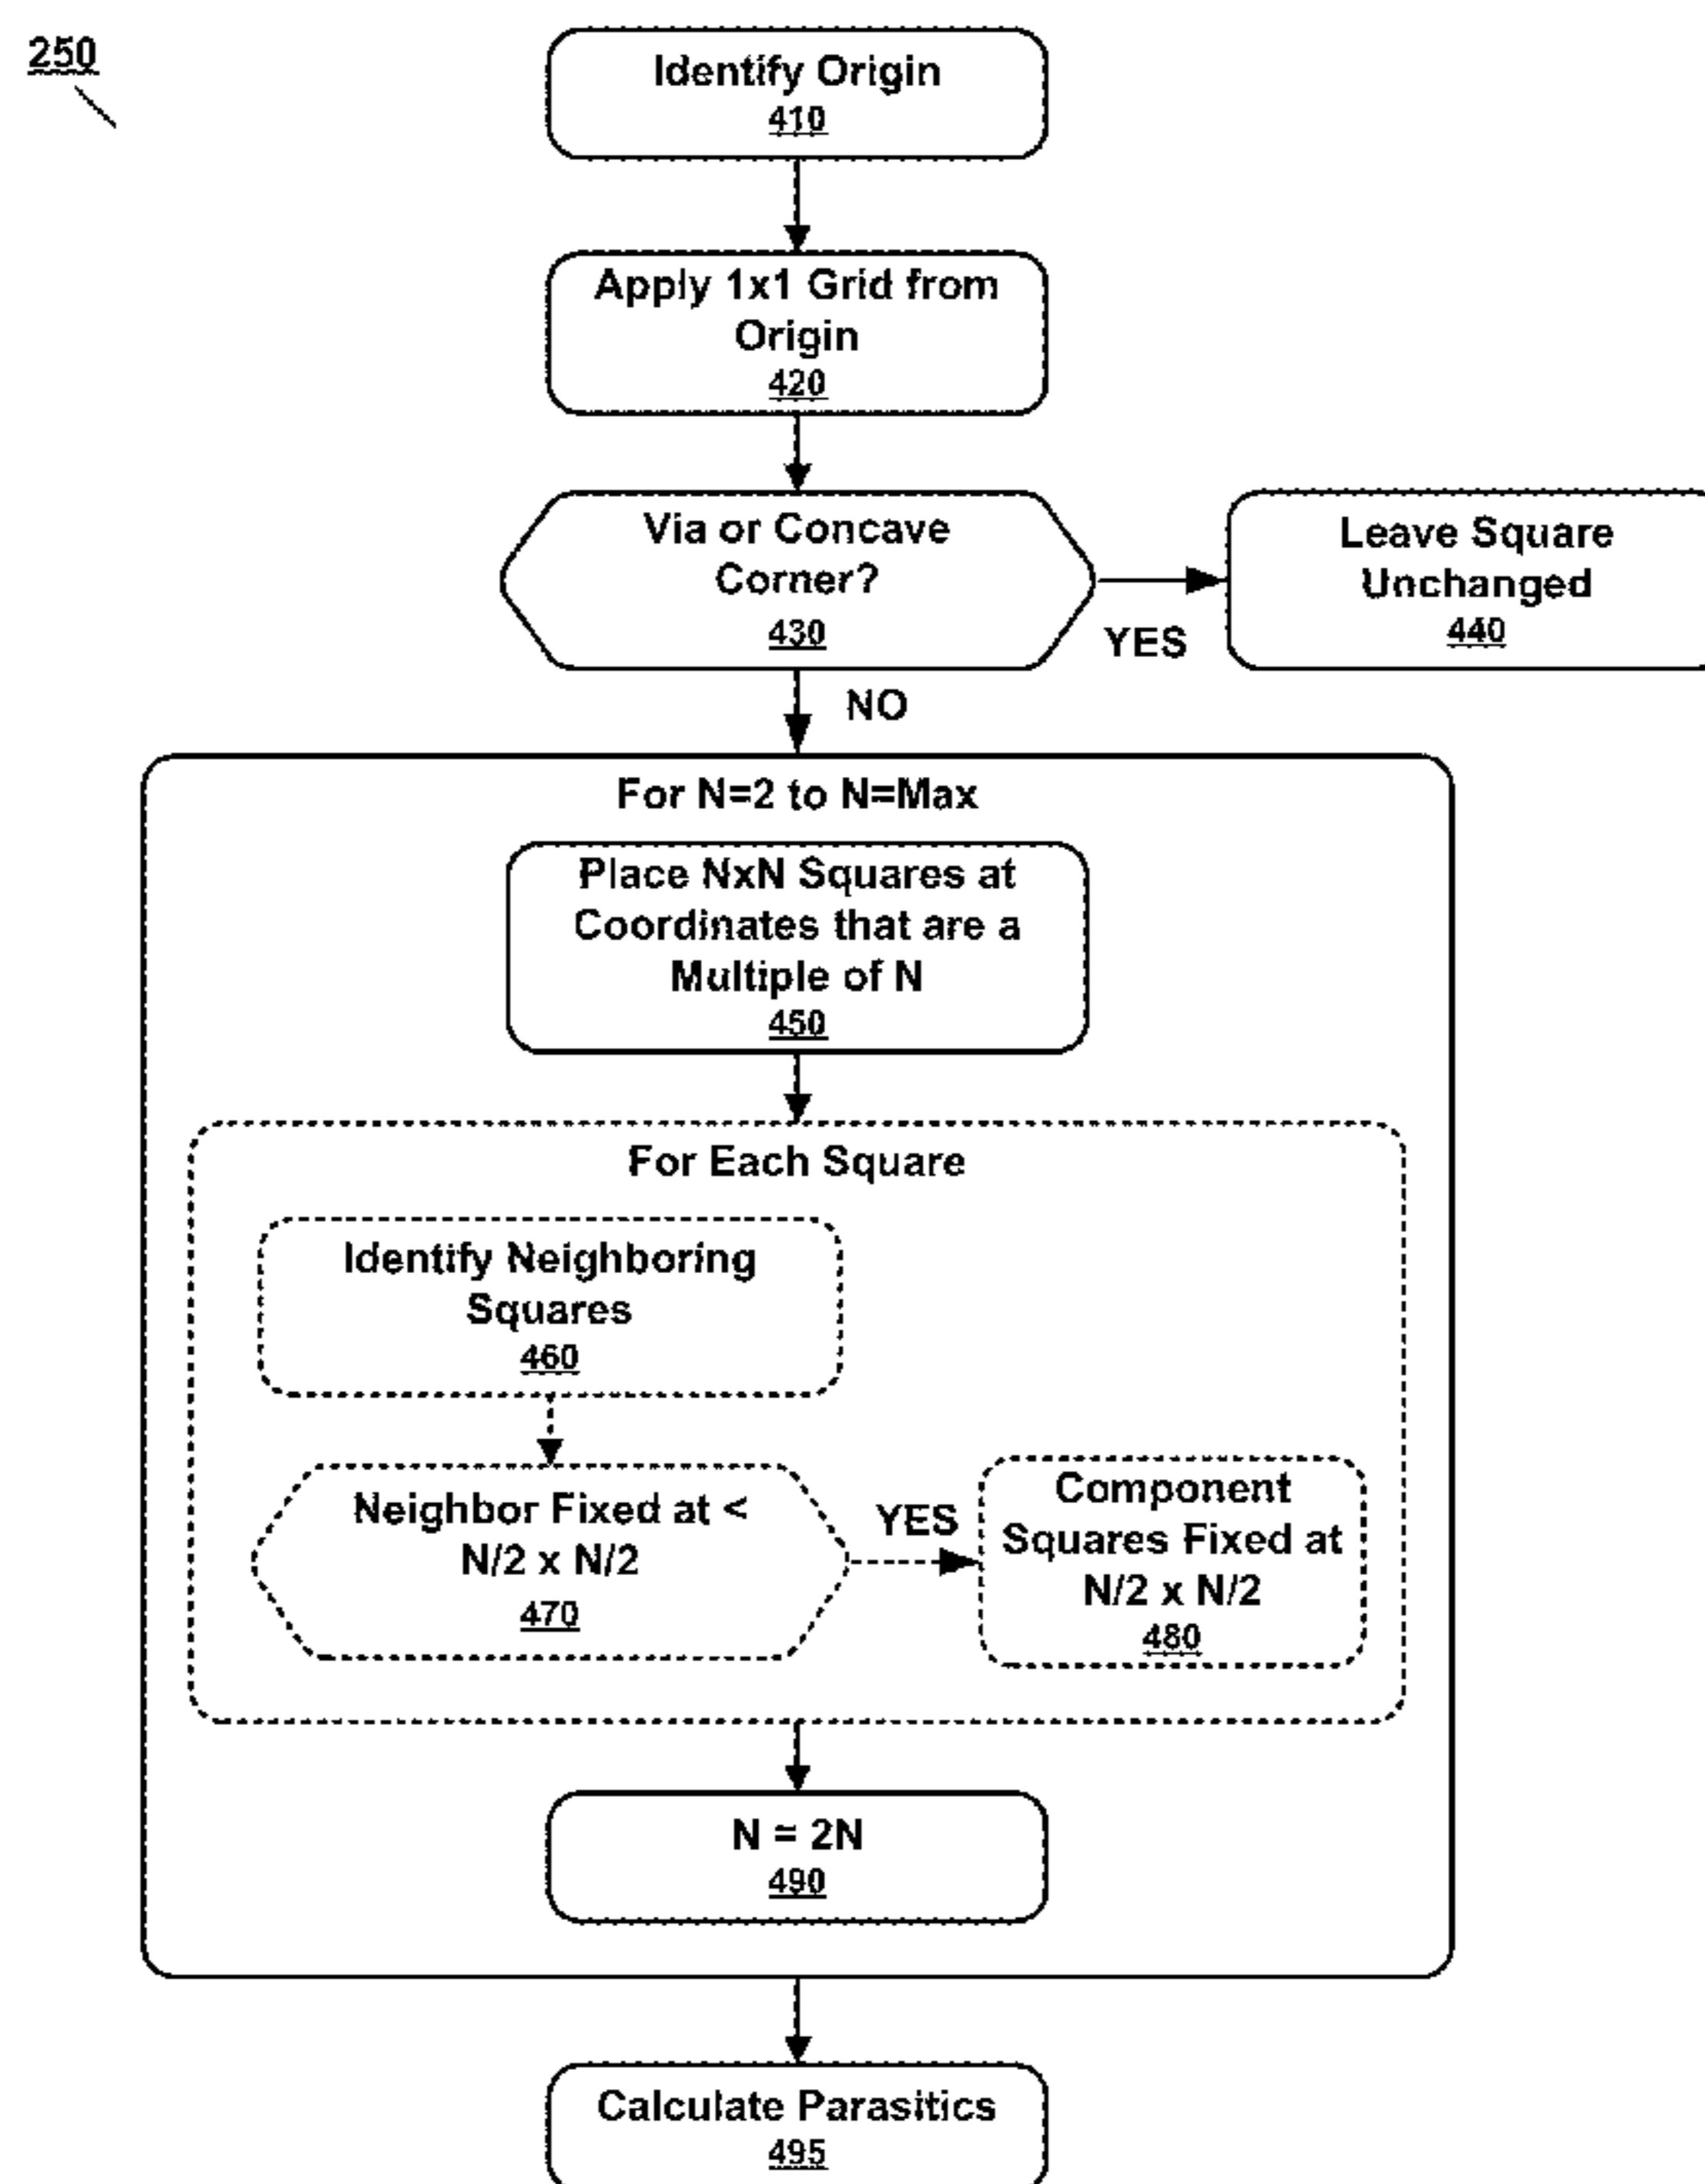 250
Identify Origin
410
Apply 1x1 Grid from
Origin
420
Via or Concave
Corner?
430
YES
Leave Square
Unchanged
440
NO
For N=2 to N=Max
Place NxN Squares at
Coordinates that are a
Multiple of N
450
For Each Square
Identify Neighboring
Squares
460
Neighbor Fixed at <
N/2 x N/2
470
YES
Component
Squares Fixed at
N/2 x N/2
480
N = 2N
490
Calculate Parasitics
495